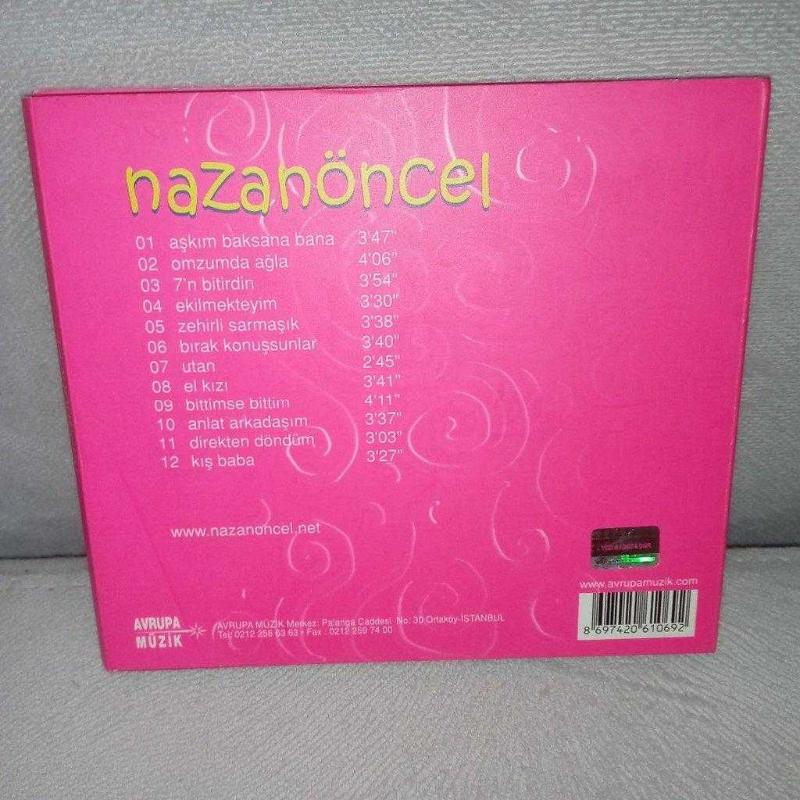 nazanöncel
01 aşkım baksana bana 3'47"
02 omzumda ağla 4'06"
03 7'n bitirdin 3'54"
04 ekilmekteyim 3'30"
05 zehirli sarmaşık 3'38"
06 bırak konuşsunlar 3'40"
07 utan 2'45"
08 el kızı 3'41"
09 bittimse bittim 4'11"
10 anlat arkadaşım 3'37"
11 direkten döndüm 3'03"
12 kış baba 3'27"
www.nazanoncel.net
www.avrupamuzik.com
AVRUPA
MÜZİK
AVRUPA MÜZİK Merkez: Palanga Caddesi No: 30 Ortaköy-İSTANBUL
Tel: 0212 258 63 63 • Fax : 0212 259 74 00
8 697420 610692